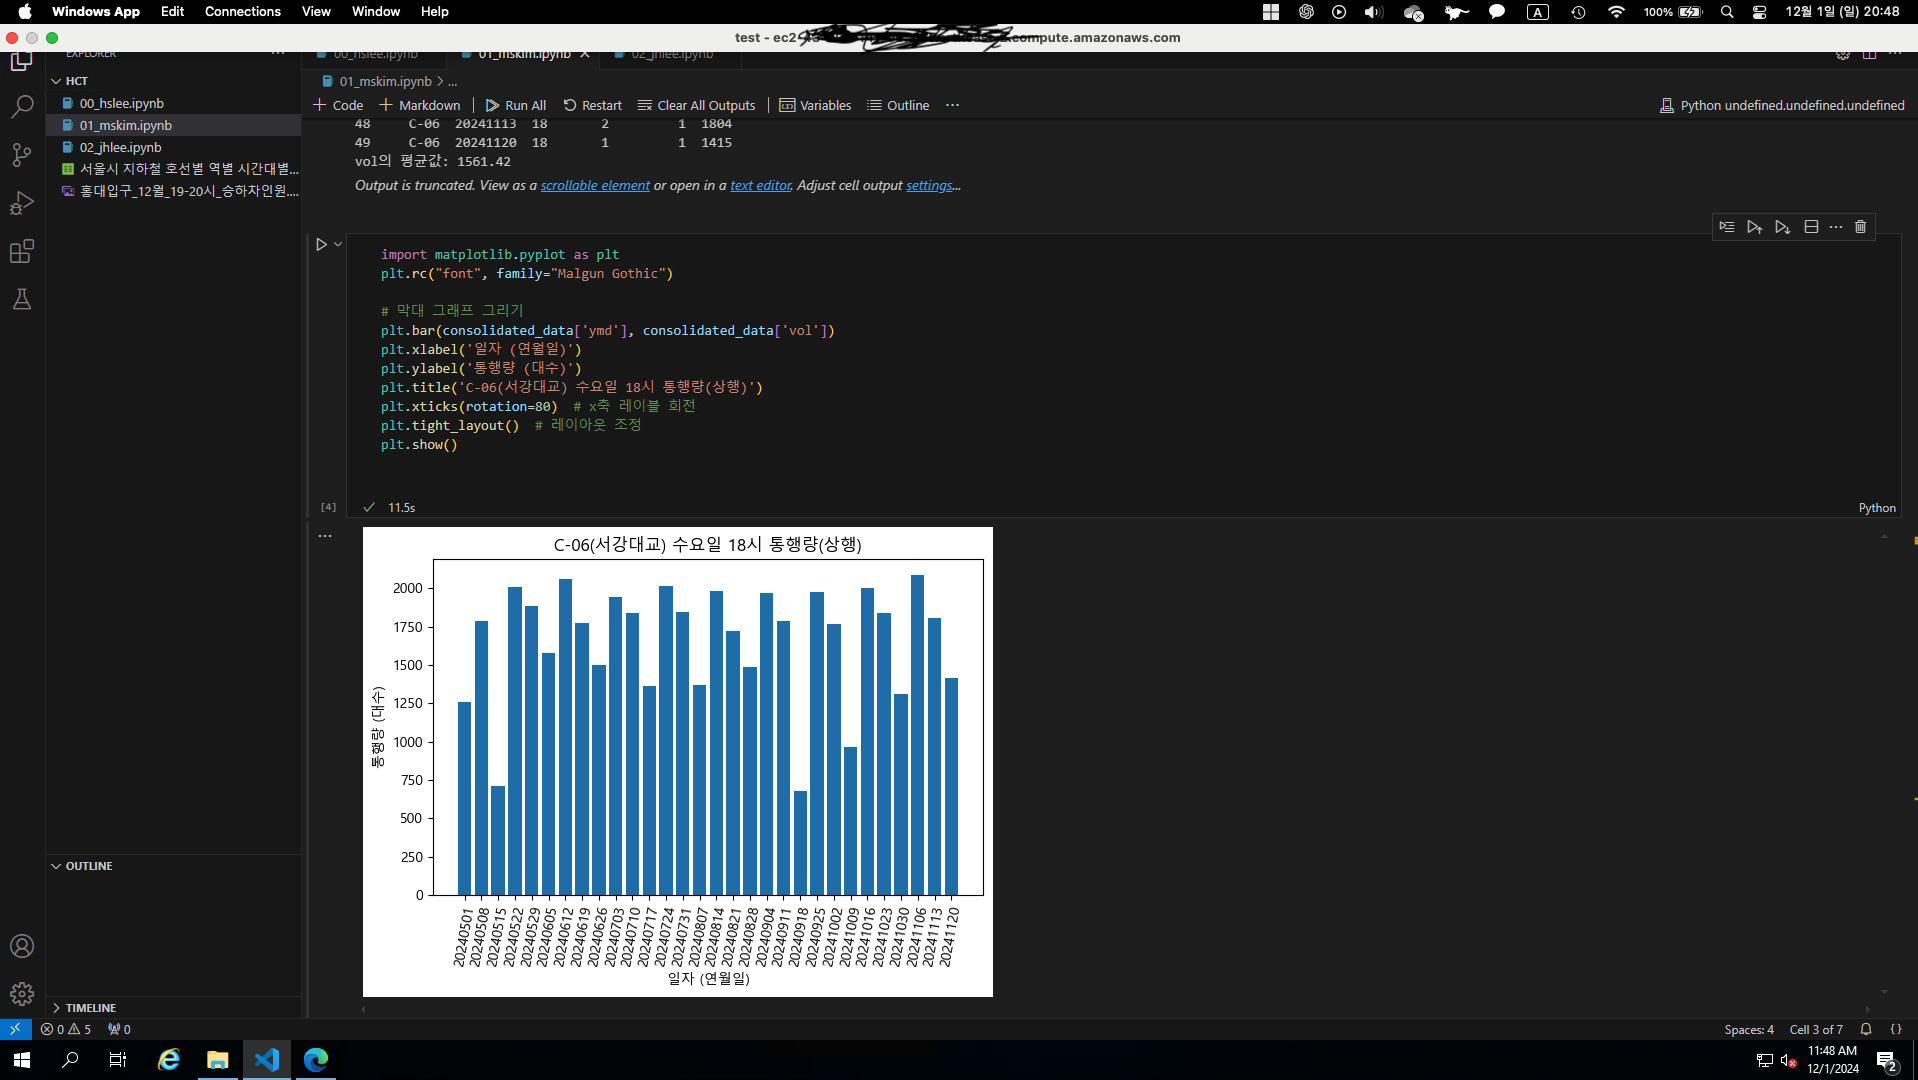 Windows App Edit Connections View Window Help
A 100% 12월 1일 (일) 20:48
test - ec2 compute.amazonaws.com
EXPLORER
00_hslee.ipynb 01_mskim.ipynb 02_jhlee.ipynb
HCT
00_hslee.ipynb
01_mskim.ipynb
02_jhlee.ipynb
서울시 지하철 호선별 역별 시간대별...
홍대입구_12월_19-20시_승하차인원....
OUTLINE
TIMELINE
01_mskim.ipynb > ...
Code Markdown Run All Restart Clear All Outputs Variables Outline ...
Python undefined.undefined.undefined
48 C-06 20241113 18 2 1 1804
49 C-06 20241120 18 1 1 1415
vol의 평균값: 1561.42
Output is truncated. View as a scrollable element or open in a text editor. Adjust cell output settings...
import matplotlib.pyplot as plt
plt.rc("font", family="Malgun Gothic")
# 막대 그래프 그리기
plt.bar(consolidated_data['ymd'], consolidated_data['vol'])
plt.xlabel('일자 (연월일)')
plt.ylabel('통행량 (대수)')
plt.title('C-06(서강대교) 수요일 18시 통행량(상행)')
plt.xticks(rotation=80) # x축 레이블 회전
plt.tight_layout() # 레이아웃 조정
plt.show()
[4] 11.5s
Python
C-06(서강대교) 수요일 18시 통행량(상행)
통행량 (대수)
2000
1750
1500
1250
1000
750
500
250
0
20240501
20240508
20240515
20240522
20240529
20240605
20240612
20240619
20240626
20240703
20240710
20240717
20240724
20240731
20240807
20240814
20240821
20240828
20240904
20240911
20240918
20240925
20241002
20241009
20241016
20241023
20241030
20241106
20241113
20241120
일자 (연월일)
0 5 0
Spaces: 4 Cell 3 of 7 {}
11:48 AM
12/1/2024
2